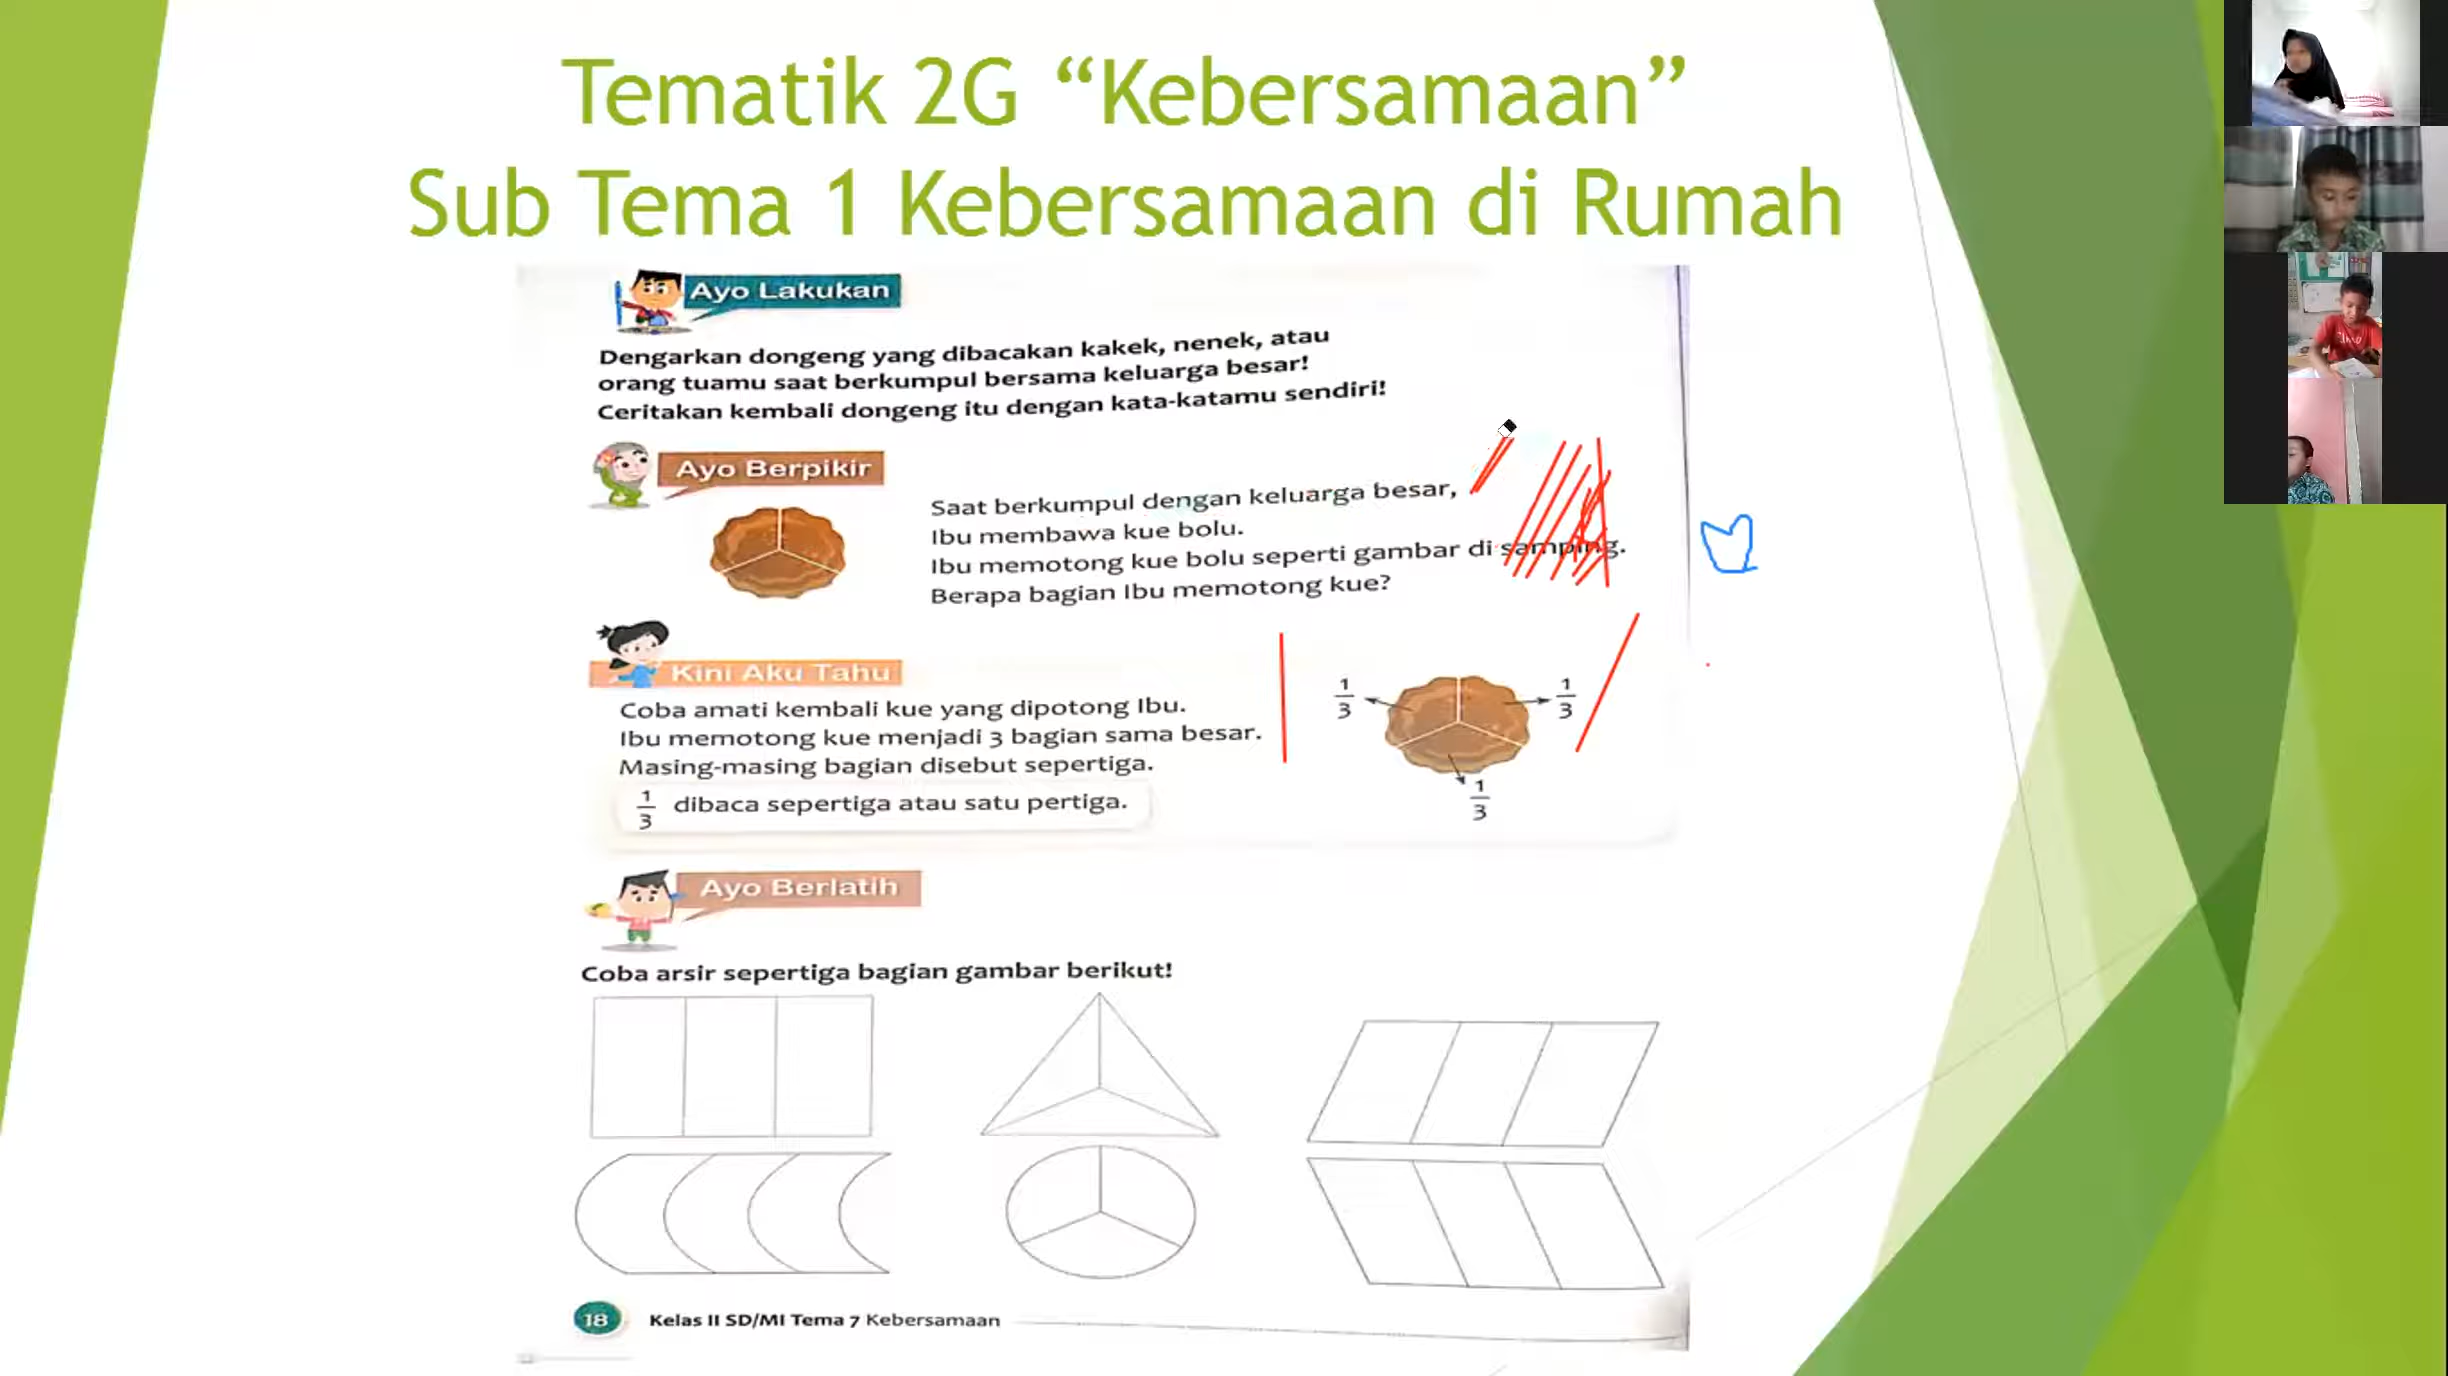 Tematik 2G “Kebersamaan”
Sub Tema 1 Kebersamaan di Rumah
Ayo Lakukan
Dengarkan dongeng yang dibacakan kakek, nenek, atau
orang tuamu saat berkumpul bersama keluarga besar!
Ceritakan kembali dongeng itu dengan kata-katamu sendiri!
Ayo Berpikir
Saat berkumpul dengan keluarga besar,
Ibu membawa kue bolu.
Ibu memotong kue bolu seperti gambar di samping.
Berapa bagian Ibu memotong kue?
Kini Aku Tahu
Coba amati kembali kue yang dipotong Ibu.
Ibu memotong kue menjadi 3 bagian sama besar.
Masing-masing bagian disebut sepertiga.
1/3 dibaca sepertiga atau satu pertiga.
1/3
1/3
1/3
Ayo Berlatih
Coba arsir sepertiga bagian gambar berikut!
18 Kelas II SD/MI Tema 7 Kebersamaan